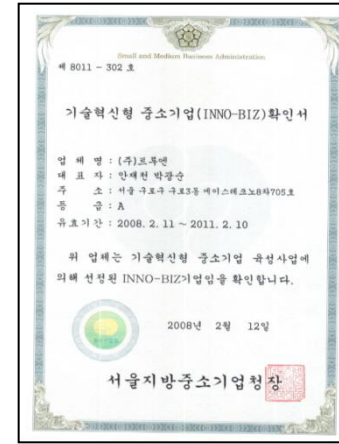 Small and Medium Business Administration
제 8011 - 302 호
기술혁신형 중소기업(INNO-BIZ)확인서
업 체 명 : (주)르룩앤
대 표 자 : 안재현 박광순
주 소 : 서울 구로구 구로3동 에이스테크노8차705호
등 급 : A
유효기간 : 2008. 2. 11 ~ 2011. 2. 10
위 업체는 기술혁신형 중소기업 육성사업에
의해 선정된 INNO-BIZ기업임을 확인합니다.
2008년 2월 12일
서울지방중소기업청장